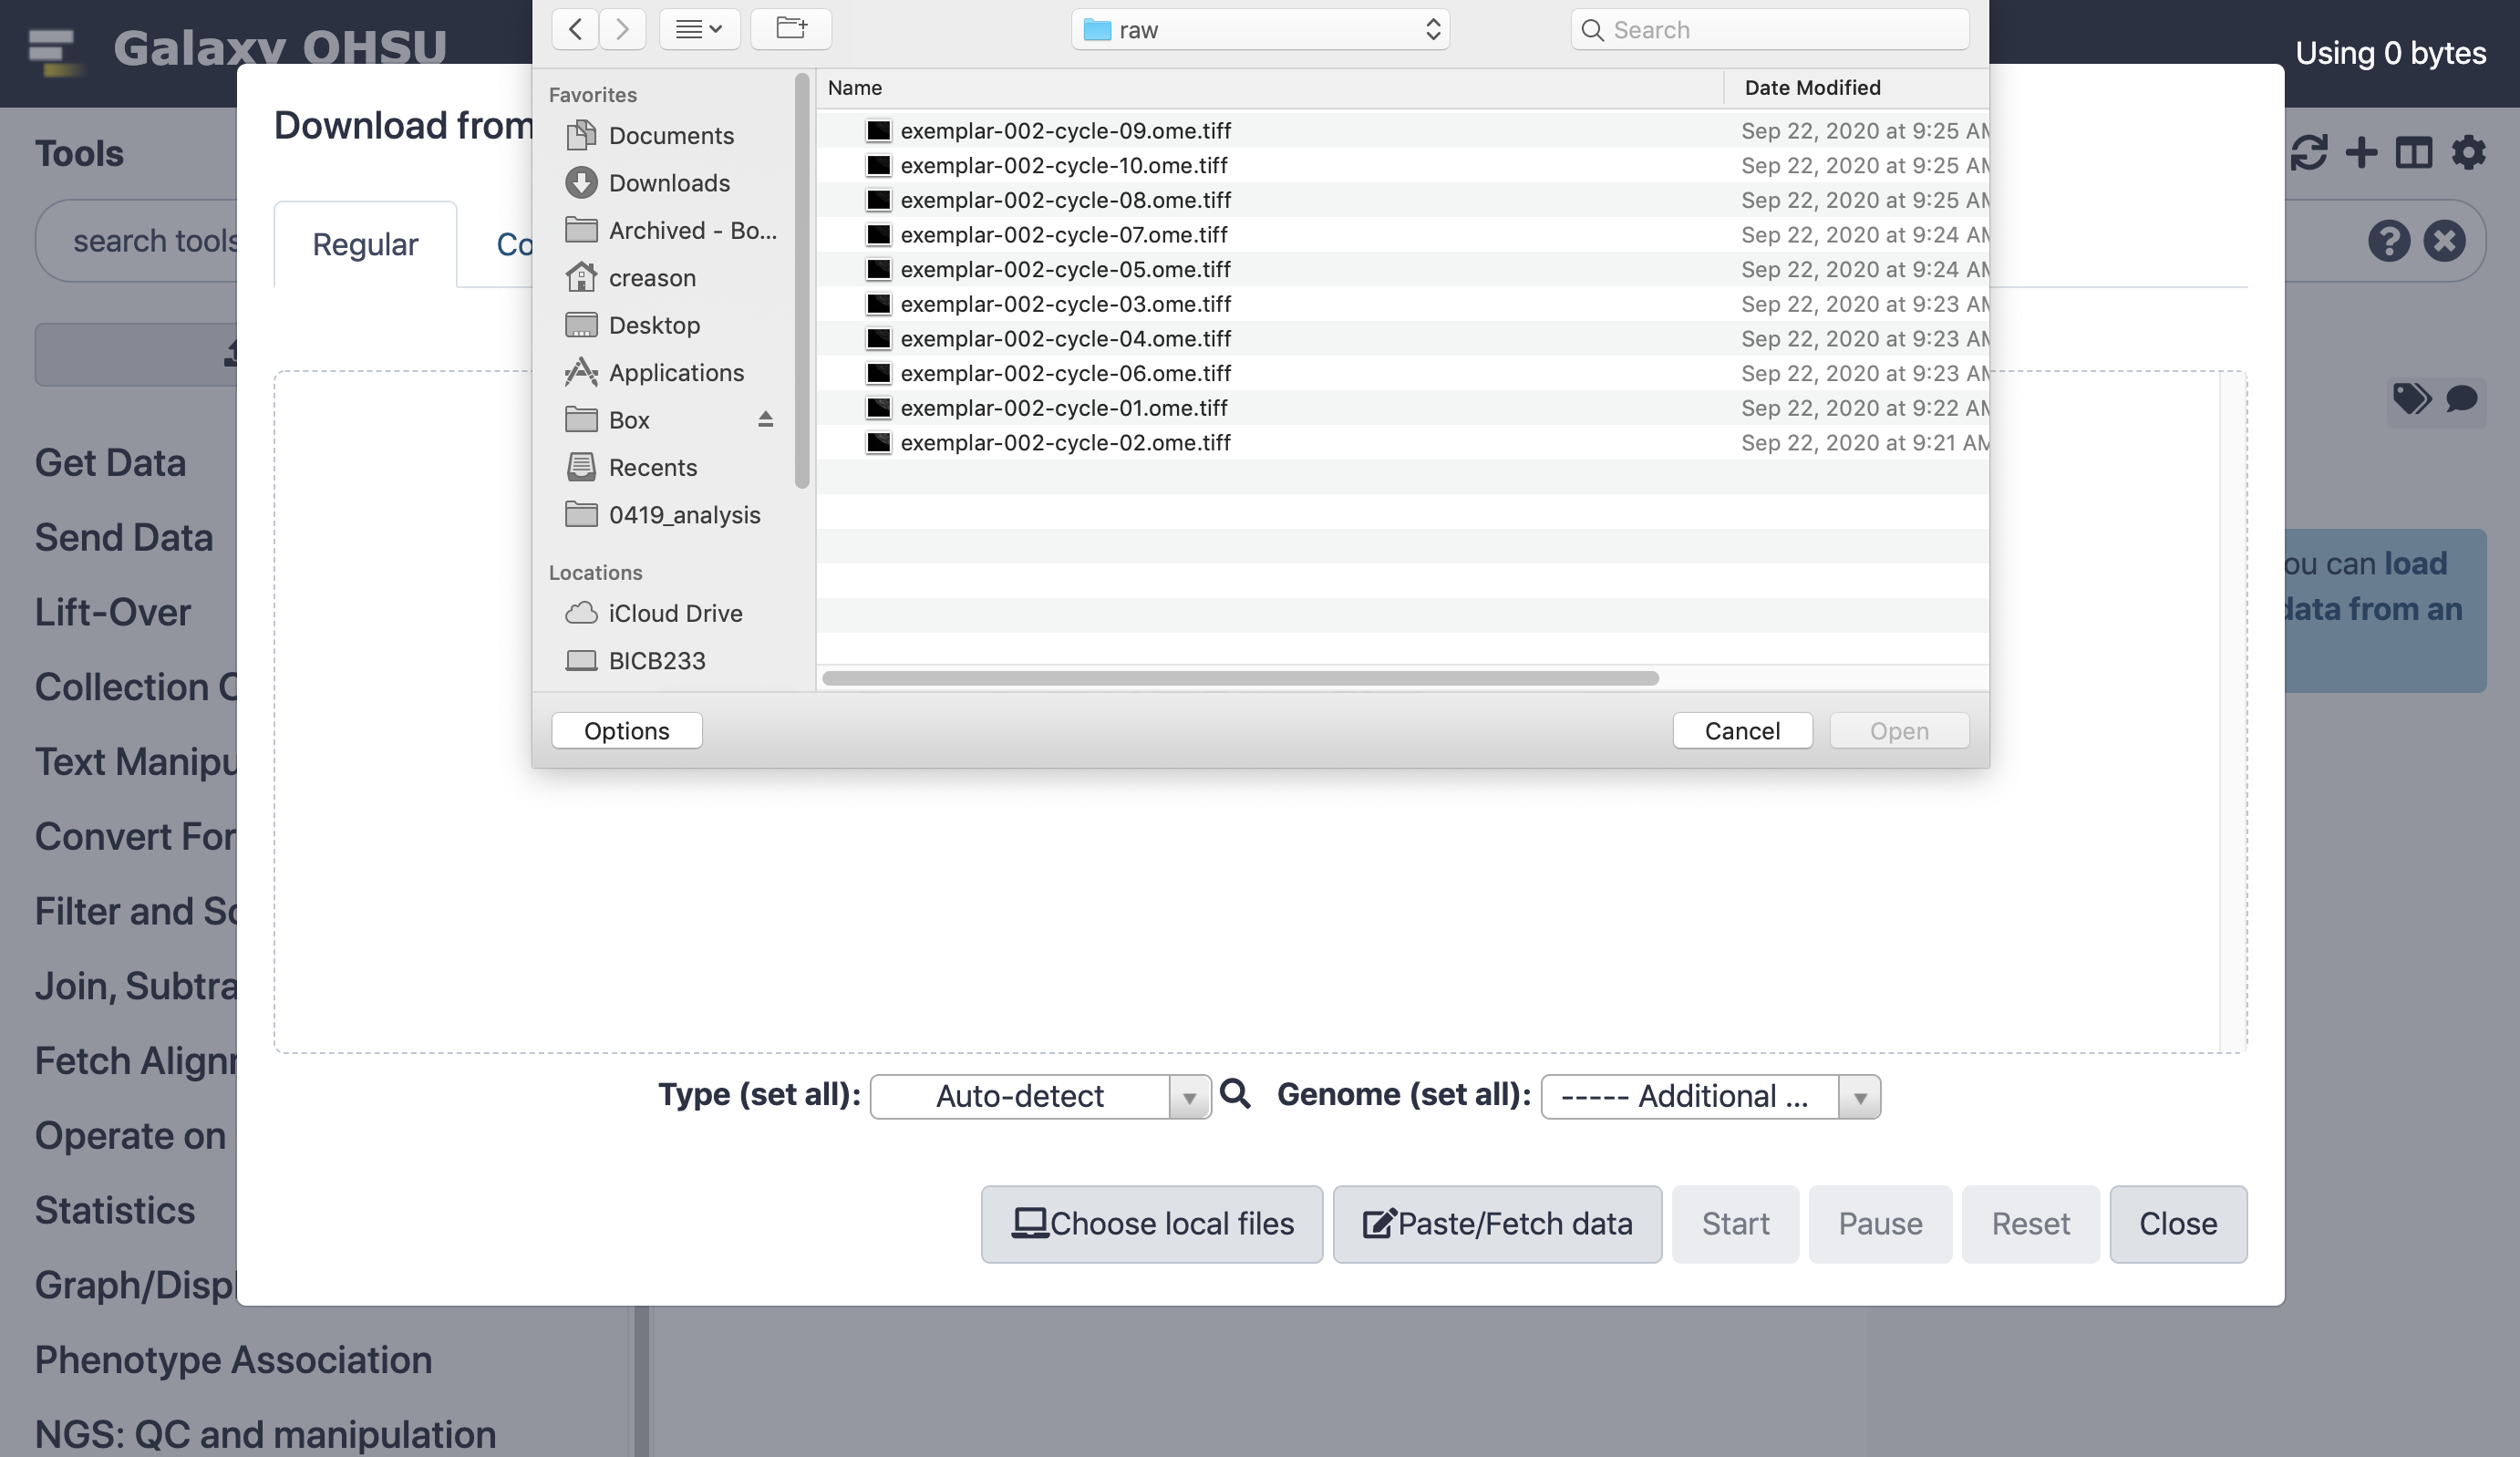 Galaxy OHSU
Using 0 bytes
raw
Search
Download from
Tools
search tools
Regular
Co
Favorites
Documents
Downloads
Archived - Bo...
creason
Desktop
Applications
Box
Recents
0419_analysis
Locations
iCloud Drive
BICB233
Name Date Modified
exemplar-002-cycle-09.ome.tiff Sep 22, 2020 at 9:25 AM
exemplar-002-cycle-10.ome.tiff Sep 22, 2020 at 9:25 AM
exemplar-002-cycle-08.ome.tiff Sep 22, 2020 at 9:25 AM
exemplar-002-cycle-07.ome.tiff Sep 22, 2020 at 9:24 AM
exemplar-002-cycle-05.ome.tiff Sep 22, 2020 at 9:24 AM
exemplar-002-cycle-03.ome.tiff Sep 22, 2020 at 9:23 AM
exemplar-002-cycle-04.ome.tiff Sep 22, 2020 at 9:23 AM
exemplar-002-cycle-06.ome.tiff Sep 22, 2020 at 9:23 AM
exemplar-002-cycle-01.ome.tiff Sep 22, 2020 at 9:22 AM
exemplar-002-cycle-02.ome.tiff Sep 22, 2020 at 9:21 AM
Options Cancel Open
ou can load
data from an
Get Data
Send Data
Lift-Over
Collection O
Text Manipu
Convert For
Filter and So
Join, Subtra
Fetch Alignm
Operate on
Statistics
Graph/Displ
Phenotype Association
NGS: QC and manipulation
Type (set all): Auto-detect Genome (set all): ----- Additional ...
Choose local files Paste/Fetch data Start Pause Reset Close